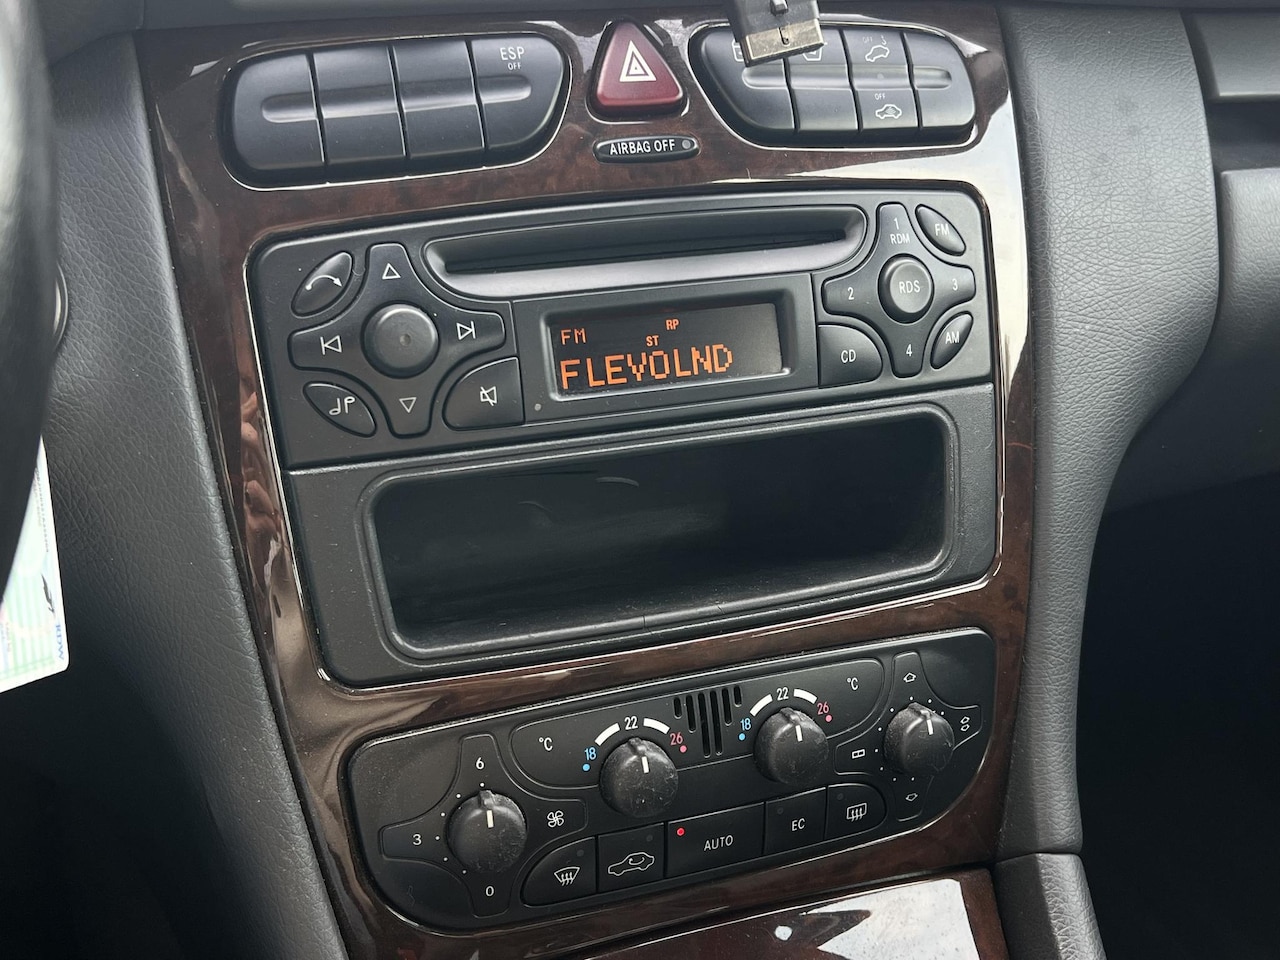 ESP
OFF
OFF
OFF
AIRBAG OFF
1
RDM
FM
2
RDS
3
FM
RP
ST
FLEVOLND
CD
4
AM
°C
18
22
26
18
22
26
°C
6
3
0
AUTO
EC